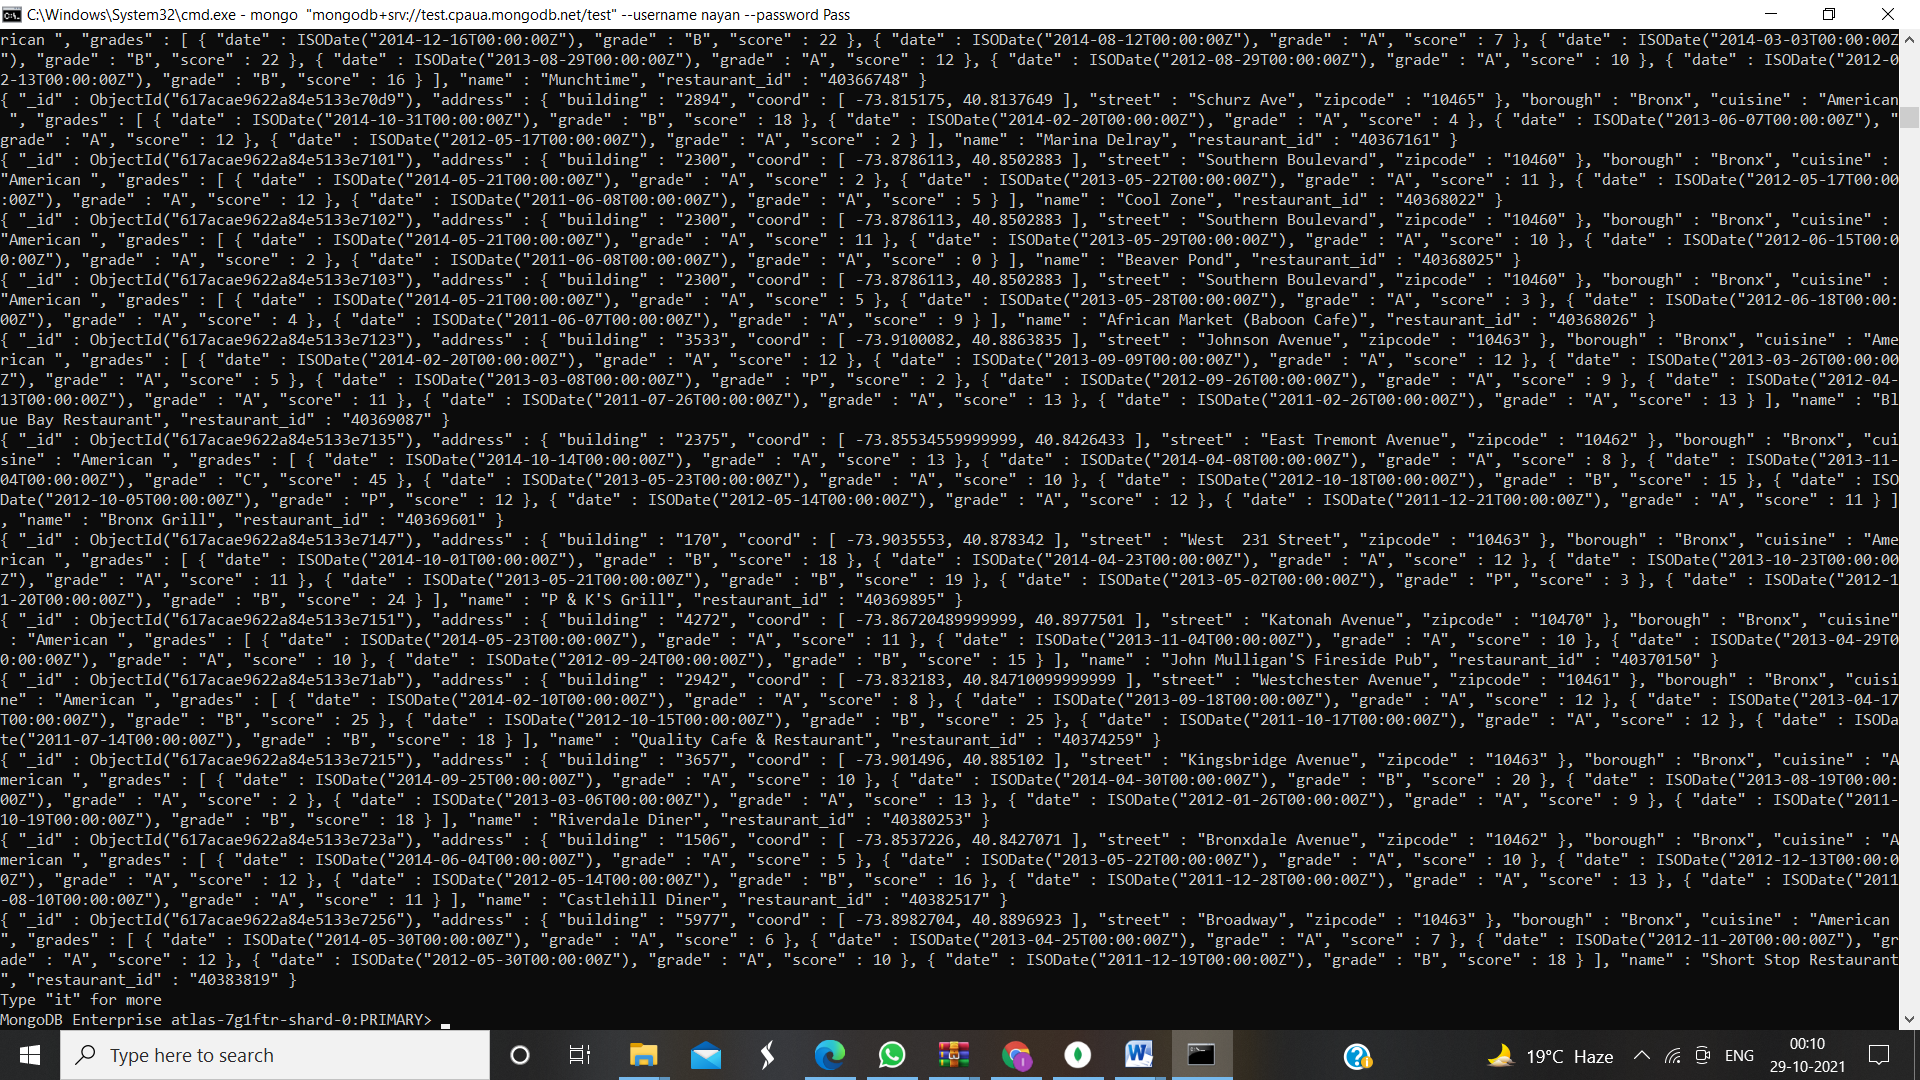 C:\Windows\System32\cmd.exe - mongo  "mongodb+srv://test.cpaua.mongodb.net/test" --username nayan --password Pass
rican ", "grades" : [ { "date" : ISODate("2014-12-16T00:00:00Z"), "grade" : "B", "score" : 22 }, { "date" : ISODate("2014-08-12T00:00:00Z"), "grade" : "A", "score" : 7 }, { "date" : ISODate("2014-03-03T00:00:00Z
"), "grade" : "B", "score" : 22 }, { "date" : ISODate("2013-08-29T00:00:00Z"), "grade" : "A", "score" : 12 }, { "date" : ISODate("2012-08-29T00:00:00Z"), "grade" : "A", "score" : 10 }, { "date" : ISODate("2012-0
2-13T00:00:00Z"), "grade" : "B", "score" : 16 } ], "name" : "Munchtime", "restaurant_id" : "40366748" }
{ "_id" : ObjectId("617acae9622a84e5133e70d9"), "address" : { "building" : "2894", "coord" : [ -73.815175, 40.8137649 ], "street" : "Schurz Ave", "zipcode" : "10465" }, "borough" : "Bronx", "cuisine" : "American
 ", "grades" : [ { "date" : ISODate("2014-10-31T00:00:00Z"), "grade" : "B", "score" : 18 }, { "date" : ISODate("2014-02-20T00:00:00Z"), "grade" : "A", "score" : 4 }, { "date" : ISODate("2013-06-07T00:00:00Z"), "
grade" : "A", "score" : 12 }, { "date" : ISODate("2012-05-17T00:00:00Z"), "grade" : "A", "score" : 2 } ], "name" : "Marina Delray", "restaurant_id" : "40367161" }
{ "_id" : ObjectId("617acae9622a84e5133e7101"), "address" : { "building" : "2300", "coord" : [ -73.8786113, 40.8502883 ], "street" : "Southern Boulevard", "zipcode" : "10460" }, "borough" : "Bronx", "cuisine" :
"American ", "grades" : [ { "date" : ISODate("2014-05-21T00:00:00Z"), "grade" : "A", "score" : 2 }, { "date" : ISODate("2013-05-22T00:00:00Z"), "grade" : "A", "score" : 11 }, { "date" : ISODate("2012-05-17T00:00
:00Z"), "grade" : "A", "score" : 12 }, { "date" : ISODate("2011-06-08T00:00:00Z"), "grade" : "A", "score" : 5 } ], "name" : "Cool Zone", "restaurant_id" : "40368022" }
{ "_id" : ObjectId("617acae9622a84e5133e7102"), "address" : { "building" : "2300", "coord" : [ -73.8786113, 40.8502883 ], "street" : "Southern Boulevard", "zipcode" : "10460" }, "borough" : "Bronx", "cuisine" :
"American ", "grades" : [ { "date" : ISODate("2014-05-21T00:00:00Z"), "grade" : "A", "score" : 11 }, { "date" : ISODate("2013-05-29T00:00:00Z"), "grade" : "A", "score" : 10 }, { "date" : ISODate("2012-06-15T00:0
0:00Z"), "grade" : "A", "score" : 2 }, { "date" : ISODate("2011-06-08T00:00:00Z"), "grade" : "A", "score" : 0 } ], "name" : "Beaver Pond", "restaurant_id" : "40368025" }
{ "_id" : ObjectId("617acae9622a84e5133e7103"), "address" : { "building" : "2300", "coord" : [ -73.8786113, 40.8502883 ], "street" : "Southern Boulevard", "zipcode" : "10460" }, "borough" : "Bronx", "cuisine" :
"American ", "grades" : [ { "date" : ISODate("2014-05-21T00:00:00Z"), "grade" : "A", "score" : 5 }, { "date" : ISODate("2013-05-28T00:00:00Z"), "grade" : "A", "score" : 3 }, { "date" : ISODate("2012-06-18T00:00:
00Z"), "grade" : "A", "score" : 4 }, { "date" : ISODate("2011-06-07T00:00:00Z"), "grade" : "A", "score" : 9 } ], "name" : "African Market (Baboon Cafe)", "restaurant_id" : "40368026" }
{ "_id" : ObjectId("617acae9622a84e5133e7123"), "address" : { "building" : "3533", "coord" : [ -73.9100082, 40.8863835 ], "street" : "Johnson Avenue", "zipcode" : "10463" }, "borough" : "Bronx", "cuisine" : "Ame
rican ", "grades" : [ { "date" : ISODate("2014-02-20T00:00:00Z"), "grade" : "A", "score" : 12 }, { "date" : ISODate("2013-09-09T00:00:00Z"), "grade" : "A", "score" : 12 }, { "date" : ISODate("2013-03-26T00:00:00
Z"), "grade" : "A", "score" : 5 }, { "date" : ISODate("2013-03-08T00:00:00Z"), "grade" : "P", "score" : 2 }, { "date" : ISODate("2012-09-26T00:00:00Z"), "grade" : "A", "score" : 9 }, { "date" : ISODate("2012-04-
13T00:00:00Z"), "grade" : "A", "score" : 11 }, { "date" : ISODate("2011-07-26T00:00:00Z"), "grade" : "A", "score" : 13 }, { "date" : ISODate("2011-02-26T00:00:00Z"), "grade" : "A", "score" : 13 } ], "name" : "Bl
ue Bay Restaurant", "restaurant_id" : "40369087" }
{ "_id" : ObjectId("617acae9622a84e5133e7135"), "address" : { "building" : "2375", "coord" : [ -73.85534559999999, 40.8426433 ], "street" : "East Tremont Avenue", "zipcode" : "10462" }, "borough" : "Bronx", "cui
sine" : "American ", "grades" : [ { "date" : ISODate("2014-10-14T00:00:00Z"), "grade" : "A", "score" : 13 }, { "date" : ISODate("2014-04-08T00:00:00Z"), "grade" : "A", "score" : 8 }, { "date" : ISODate("2013-11-
04T00:00:00Z"), "grade" : "C", "score" : 45 }, { "date" : ISODate("2013-05-23T00:00:00Z"), "grade" : "A", "score" : 10 }, { "date" : ISODate("2012-10-18T00:00:00Z"), "grade" : "B", "score" : 15 }, { "date" : ISO
Date("2012-10-05T00:00:00Z"), "grade" : "P", "score" : 12 }, { "date" : ISODate("2012-05-14T00:00:00Z"), "grade" : "A", "score" : 12 }, { "date" : ISODate("2011-12-21T00:00:00Z"), "grade" : "A", "score" : 11 } ]
, "name" : "Bronx Grill", "restaurant_id" : "40369601" }
{ "_id" : ObjectId("617acae9622a84e5133e7147"), "address" : { "building" : "170", "coord" : [ -73.9035553, 40.878342 ], "street" : "West  231 Street", "zipcode" : "10463" }, "borough" : "Bronx", "cuisine" : "Ame
rican ", "grades" : [ { "date" : ISODate("2014-10-01T00:00:00Z"), "grade" : "B", "score" : 18 }, { "date" : ISODate("2014-04-23T00:00:00Z"), "grade" : "A", "score" : 12 }, { "date" : ISODate("2013-10-23T00:00:00
Z"), "grade" : "A", "score" : 11 }, { "date" : ISODate("2013-05-21T00:00:00Z"), "grade" : "B", "score" : 19 }, { "date" : ISODate("2013-05-02T00:00:00Z"), "grade" : "P", "score" : 3 }, { "date" : ISODate("2012-1
1-20T00:00:00Z"), "grade" : "B", "score" : 24 } ], "name" : "P & K'S Grill", "restaurant_id" : "40369895" }
{ "_id" : ObjectId("617acae9622a84e5133e7151"), "address" : { "building" : "4272", "coord" : [ -73.86720489999999, 40.8977501 ], "street" : "Katonah Avenue", "zipcode" : "10470" }, "borough" : "Bronx", "cuisine"
 : "American ", "grades" : [ { "date" : ISODate("2014-05-23T00:00:00Z"), "grade" : "A", "score" : 11 }, { "date" : ISODate("2013-11-04T00:00:00Z"), "grade" : "A", "score" : 10 }, { "date" : ISODate("2013-04-29T0
0:00:00Z"), "grade" : "A", "score" : 10 }, { "date" : ISODate("2012-09-24T00:00:00Z"), "grade" : "B", "score" : 15 } ], "name" : "John Mulligan'S Fireside Pub", "restaurant_id" : "40370150" }
{ "_id" : ObjectId("617acae9622a84e5133e71ab"), "address" : { "building" : "2942", "coord" : [ -73.832183, 40.84710099999999 ], "street" : "Westchester Avenue", "zipcode" : "10461" }, "borough" : "Bronx", "cuisi
ne" : "American ", "grades" : [ { "date" : ISODate("2014-02-10T00:00:00Z"), "grade" : "A", "score" : 8 }, { "date" : ISODate("2013-09-18T00:00:00Z"), "grade" : "A", "score" : 12 }, { "date" : ISODate("2013-04-17
T00:00:00Z"), "grade" : "B", "score" : 25 }, { "date" : ISODate("2012-10-15T00:00:00Z"), "grade" : "B", "score" : 25 }, { "date" : ISODate("2011-10-17T00:00:00Z"), "grade" : "A", "score" : 12 }, { "date" : ISODa
te("2011-07-14T00:00:00Z"), "grade" : "B", "score" : 18 } ], "name" : "Quality Cafe & Restaurant", "restaurant_id" : "40374259" }
{ "_id" : ObjectId("617acae9622a84e5133e7215"), "address" : { "building" : "3657", "coord" : [ -73.901496, 40.885102 ], "street" : "Kingsbridge Avenue", "zipcode" : "10463" }, "borough" : "Bronx", "cuisine" : "A
merican ", "grades" : [ { "date" : ISODate("2014-09-25T00:00:00Z"), "grade" : "A", "score" : 10 }, { "date" : ISODate("2014-04-30T00:00:00Z"), "grade" : "B", "score" : 20 }, { "date" : ISODate("2013-08-19T00:00:
00Z"), "grade" : "A", "score" : 2 }, { "date" : ISODate("2013-03-06T00:00:00Z"), "grade" : "A", "score" : 13 }, { "date" : ISODate("2012-01-26T00:00:00Z"), "grade" : "A", "score" : 9 }, { "date" : ISODate("2011-
10-19T00:00:00Z"), "grade" : "B", "score" : 18 } ], "name" : "Riverdale Diner", "restaurant_id" : "40380253" }
{ "_id" : ObjectId("617acae9622a84e5133e723a"), "address" : { "building" : "1506", "coord" : [ -73.8537226, 40.8427071 ], "street" : "Bronxdale Avenue", "zipcode" : "10462" }, "borough" : "Bronx", "cuisine" : "A
merican ", "grades" : [ { "date" : ISODate("2014-06-04T00:00:00Z"), "grade" : "A", "score" : 5 }, { "date" : ISODate("2013-05-22T00:00:00Z"), "grade" : "A", "score" : 10 }, { "date" : ISODate("2012-12-13T00:00:0
0Z"), "grade" : "A", "score" : 12 }, { "date" : ISODate("2012-05-14T00:00:00Z"), "grade" : "B", "score" : 16 }, { "date" : ISODate("2011-12-28T00:00:00Z"), "grade" : "A", "score" : 13 }, { "date" : ISODate("2011
-08-10T00:00:00Z"), "grade" : "A", "score" : 11 } ], "name" : "Castlehill Diner", "restaurant_id" : "40382517" }
{ "_id" : ObjectId("617acae9622a84e5133e7256"), "address" : { "building" : "5977", "coord" : [ -73.8982704, 40.8896923 ], "street" : "Broadway", "zipcode" : "10463" }, "borough" : "Bronx", "cuisine" : "American
", "grades" : [ { "date" : ISODate("2014-05-30T00:00:00Z"), "grade" : "A", "score" : 6 }, { "date" : ISODate("2013-04-25T00:00:00Z"), "grade" : "A", "score" : 7 }, { "date" : ISODate("2012-11-20T00:00:00Z"), "gr
ade" : "A", "score" : 12 }, { "date" : ISODate("2012-05-30T00:00:00Z"), "grade" : "A", "score" : 10 }, { "date" : ISODate("2011-12-19T00:00:00Z"), "grade" : "B", "score" : 18 } ], "name" : "Short Stop Restaurant
", "restaurant_id" : "40383819" }
Type "it" for more
MongoDB Enterprise atlas-7g1ftr-shard-0:PRIMARY>
Type here to search
19°C Haze
ENG
00:10
29-10-2021